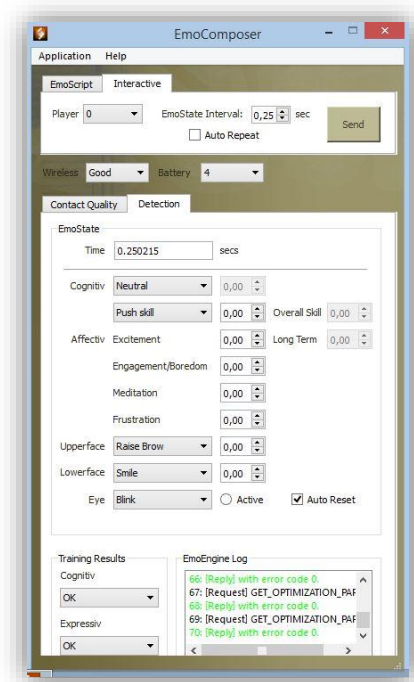 EmoComposer
Application Help
EmoScript Interactive
Player 0 EmoState Interval: 0,25 sec
Send
Auto Repeat
Wireless Good Battery 4
Contact Quality Detection
EmoState
Time 0.250215 secs
Cognitiv Neutral 0,00
Push skill 0,00 Overall Skill 0,00
Affectiv Excitement 0,00 Long Term 0,00
Engagement/Boredom 0,00
Meditation 0,00
Frustration 0,00
Upperface Raise Brow 0,00
Lowerface Smile 0,00
Eye Blink Active Auto Reset
Training Results EmoEngine Log
Cognitiv
OK
Expressiv
OK
66: [Reply] with error code 0.
67: [Request] GET_OPTIMIZATION_PAR
68: [Reply] with error code 0.
69: [Request] GET_OPTIMIZATION_PAR
70: [Reply] with error code 0.